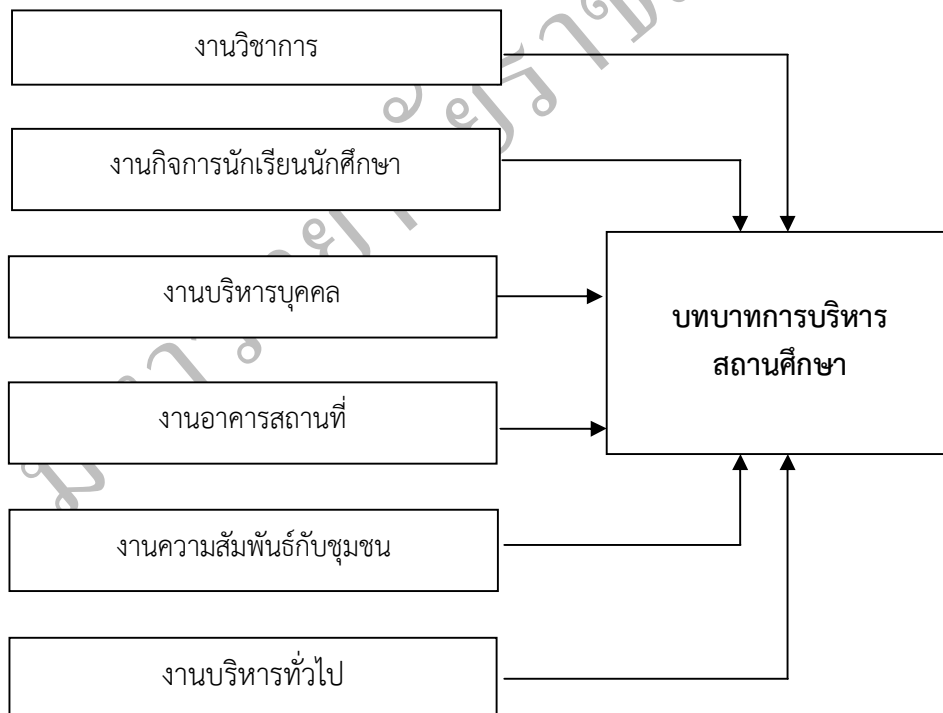 งานวิชาการ
งานกิจการนักเรียนนักศึกษา
งานบริหารบุคคล
งานอาคารสถานที่
งานความสัมพันธ์กับชุมชน
งานบริหารทั่วไป
บทบาทการบริหาร
สถานศึกษา